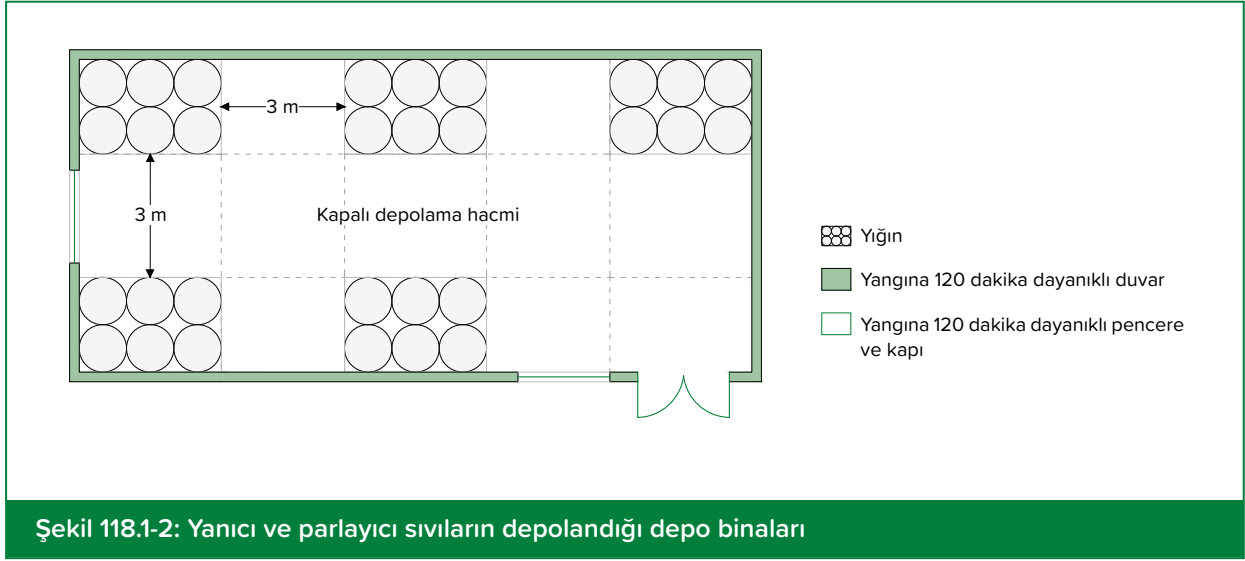 3 m
3 m
Kapalı depolama hacmi
Yığın
Yangına 120 dakika dayanıklı duvar
Yangına 120 dakika dayanıklı pencere
ve kapı
Şekil 118.1-2: Yanıcı ve parlayıcı sıvıların depolandığı depo binaları